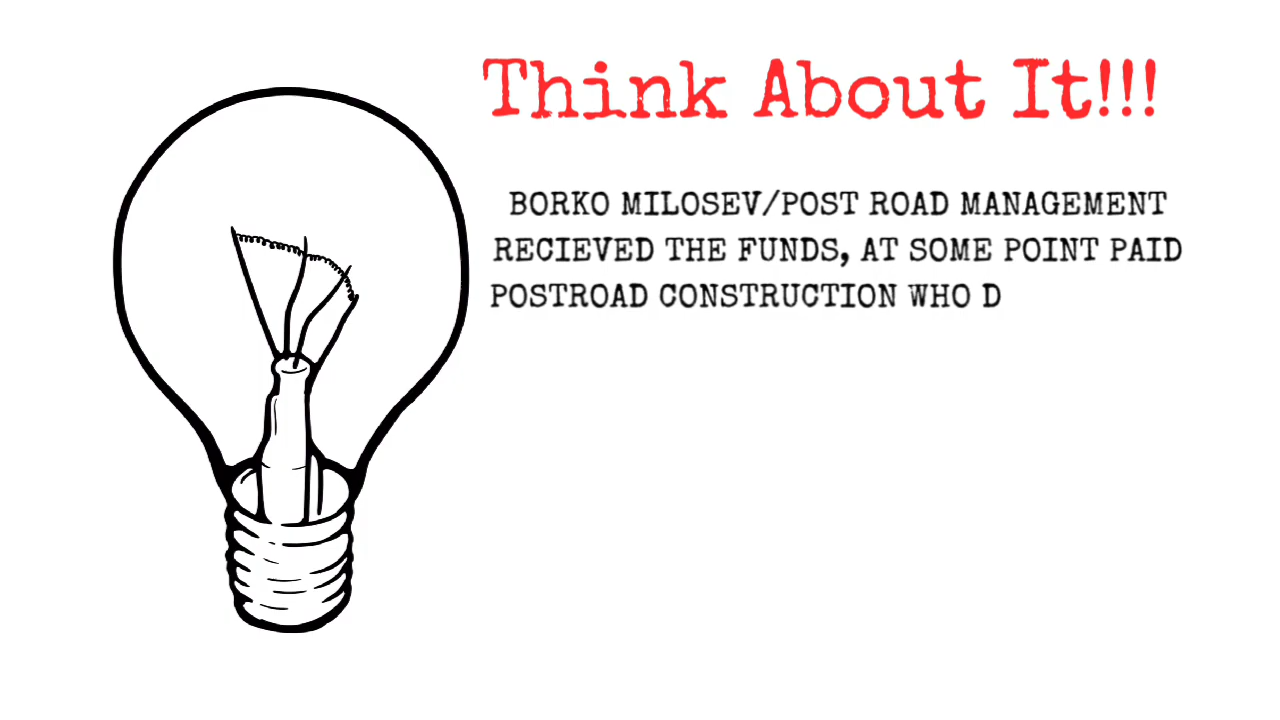 Think About It!!!
BORKO MILOSEV/POST ROAD MANAGEMENT
RECIEVED THE FUNDS, AT SOME POINT PAID
POSTROAD CONSTRUCTION WHO D